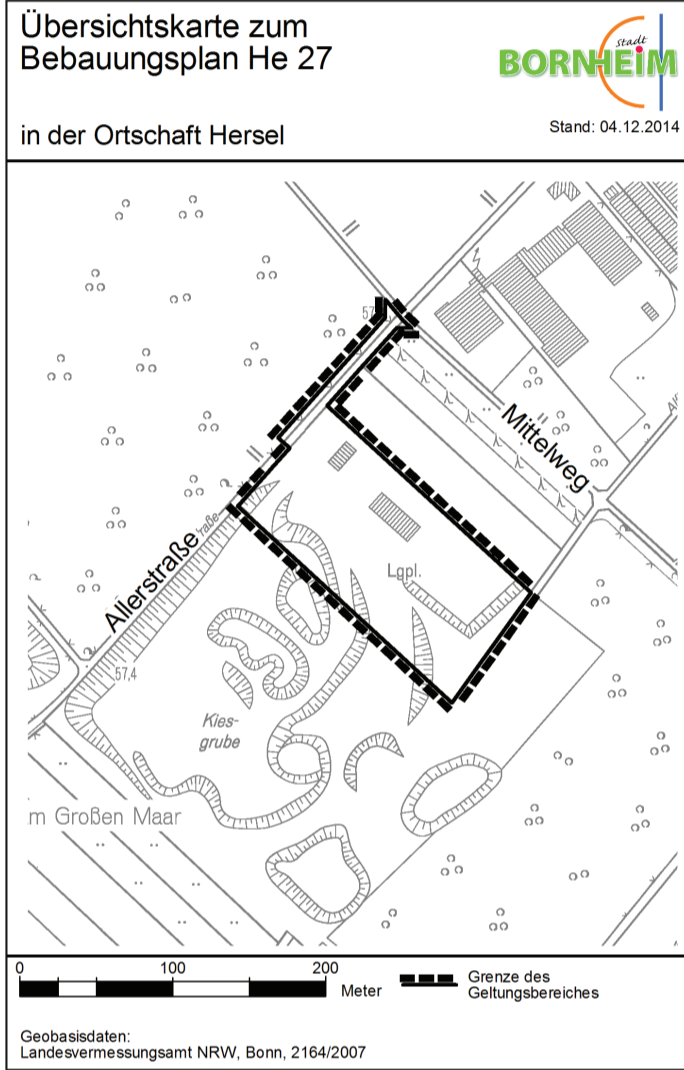 Übersichtskarte zum
Bebauungsplan He 27
in der Ortschaft Hersel
Stadt
BORNHEIM
Stand: 04.12.2014
Mittelweg
Allerstraße
Lgpl.
57,4
Kies-
grube
m Großen Maar
0 100 200
Meter
Grenze des
Geltungsbereiches
Geobasisdaten:
Landesvermessungsamt NRW, Bonn, 2164/2007